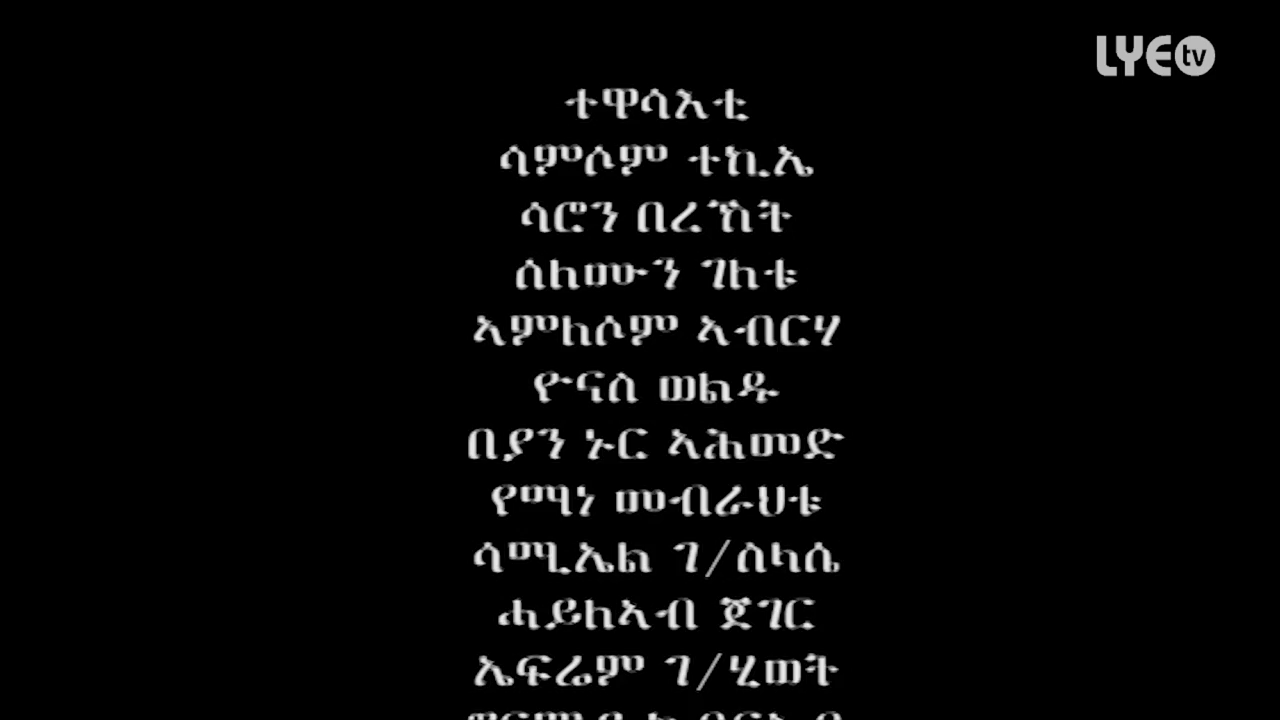 LYE tv
ተዋሳእቲ
ሳምሶም ተኪኤ
ሳሮን በረኸት
ሰለሙን ገለቱ
ኣምለሶም ኣብርሃ
ዮናስ ወልዱ
በያን ኑር ኣሕመድ
የማነ መብራህቱ
ሳሚኤል ገ/ስላሴ
ሓይለኣብ ጀገር
ኤፍሬም ገ/ሂወት